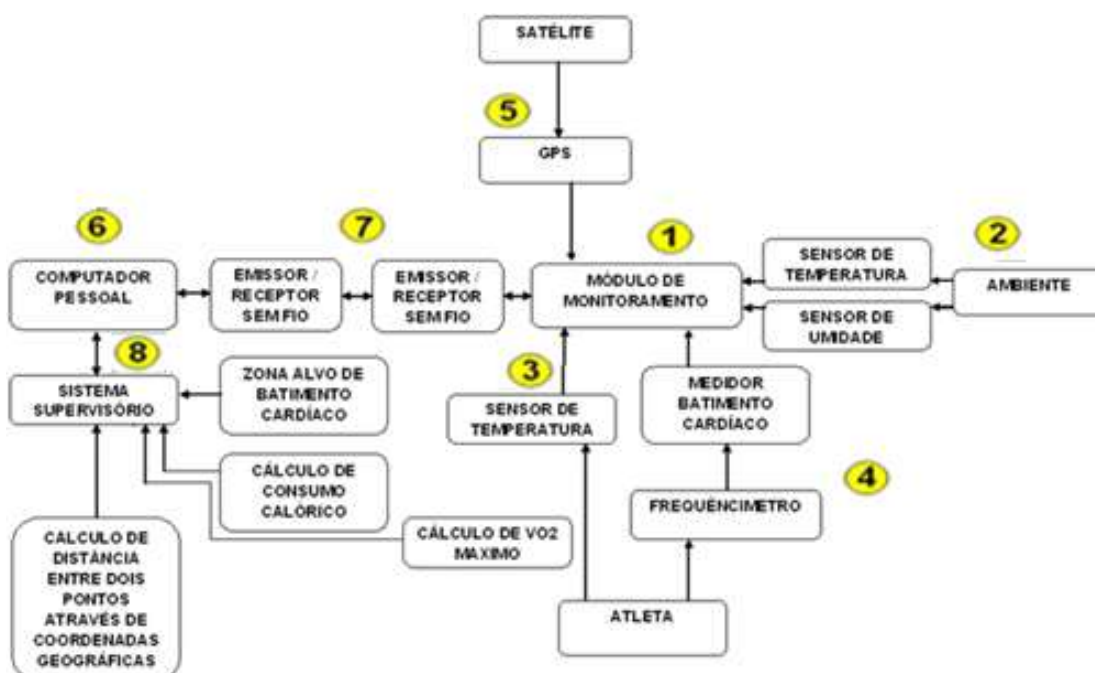 SATÉLITE
5
GPS
6
7
1
2
COMPUTADOR
PESSOAL
EMISSOR /
RECEPTOR
SEM FIO
EMISSOR /
RECEPTOR
SEM FIO
MÓDULO DE
MONITORAMENTO
SENSOR DE
TEMPERATURA
SENSOR DE
UMIDADE
AMBIENTE
8
SISTEMA
SUPERVISÓRIO
ZONA ALVO DE
BATIMENTO
CARDÍACO
3
SENSOR DE
TEMPERATURA
MEDIDOR
BATIMENTO
CARDÍACO
CÁLCULO DE
CONSUMO
CALÓRICO
4
FREQUÊNCIMETRO
CÁLCULO DE VO2
MAXIMO
CALCULO DE
DISTÂNCIA
ENTRE DOIS
PONTOS
ATRAVÉS DE
COORDENADAS
GEOGRÁFICAS
ATLETA